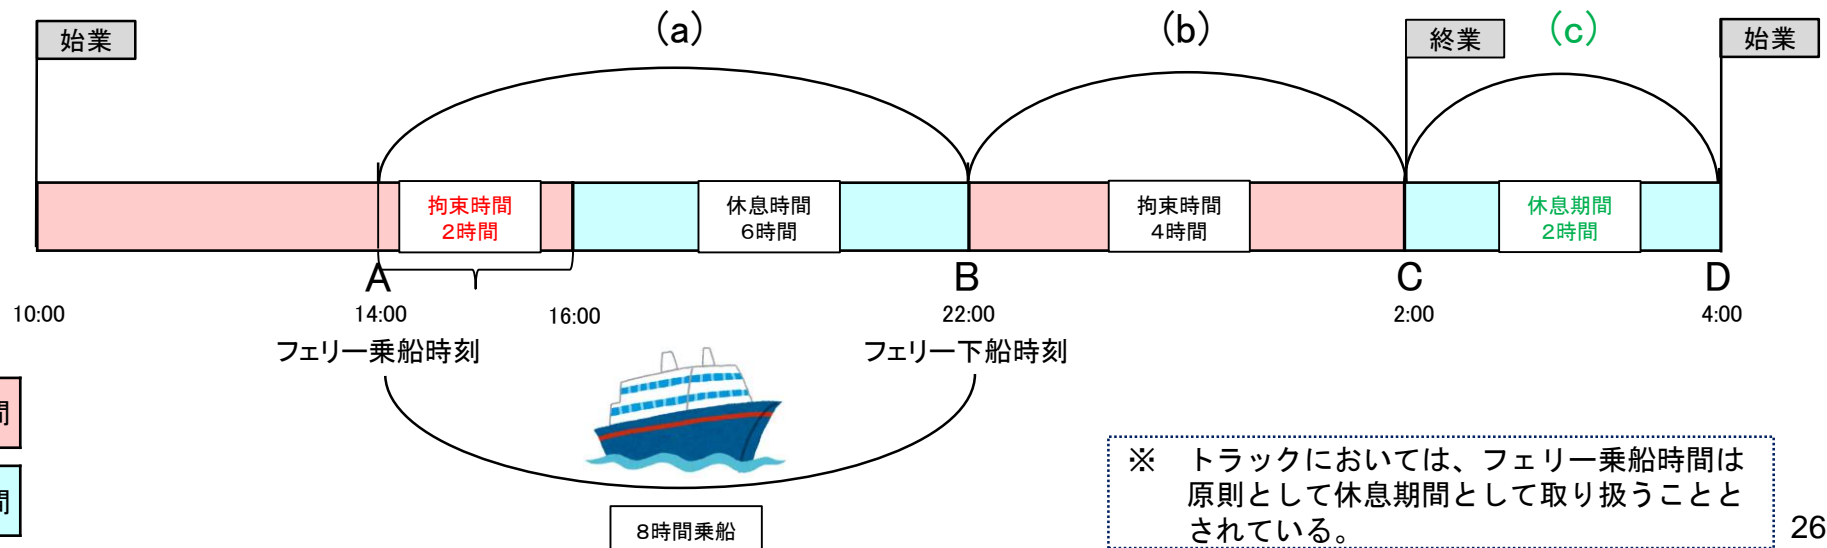 (a)
(b)
(c)
始業
終業
始業
拘束時間
2時間
休息時間
6時間
拘束時間
4時間
休息期間
2時間
A
B
C
D
10:00
14:00
16:00
22:00
2:00
4:00
フェリー乗船時刻
フェリー下船時刻
間
間
8時間乗船
※ トラックにおいては、フェリー乗船時間は
原則として休息期間として取り扱うことと
されている。
26